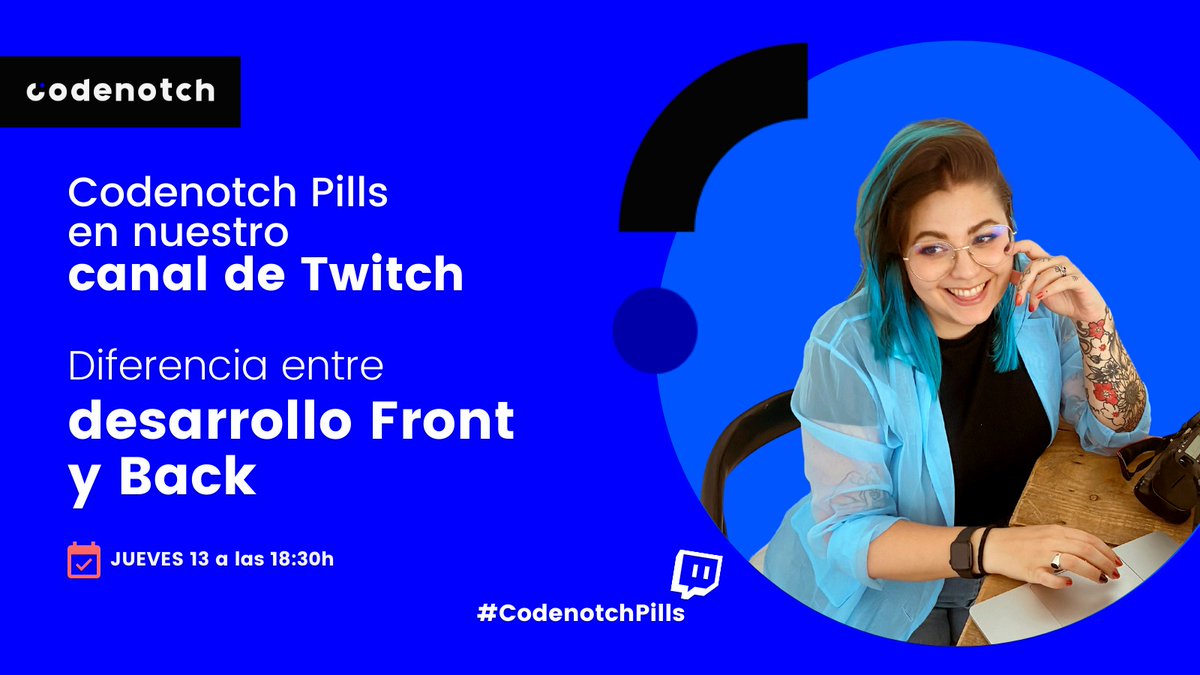 codenotch
Codenotch Pills
en nuestro
canal de Twitch
Diferencia entre
desarrollo Front
y Back
JUEVES 13 a las 18:30h
#CodenotchPills